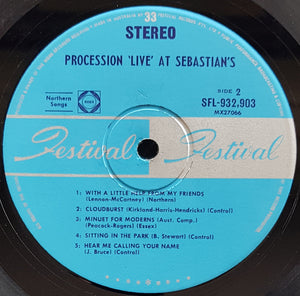 33
STEREO
PROCESSION 'LIVE' AT SEBASTIAN'S
Northern
Songs
SIDE 2
SFL-932,903
MX27066
Festival Festival
1: WITH A LITTLE HELP FROM MY FRIENDS
(Lennon-McCartney) (Northern)
2: CLOUDBURST (Kirkland-Harris-Hendricks) (Control)
3: MINUET FOR MODERNS (Aust. Comp.)
(Peacock-Rogers) (Essex)
4: SITTING IN THE PARK (B. Stewart) (Control)
5: HEAR ME CALLING YOUR NAME
(J. Bruce) (Control)